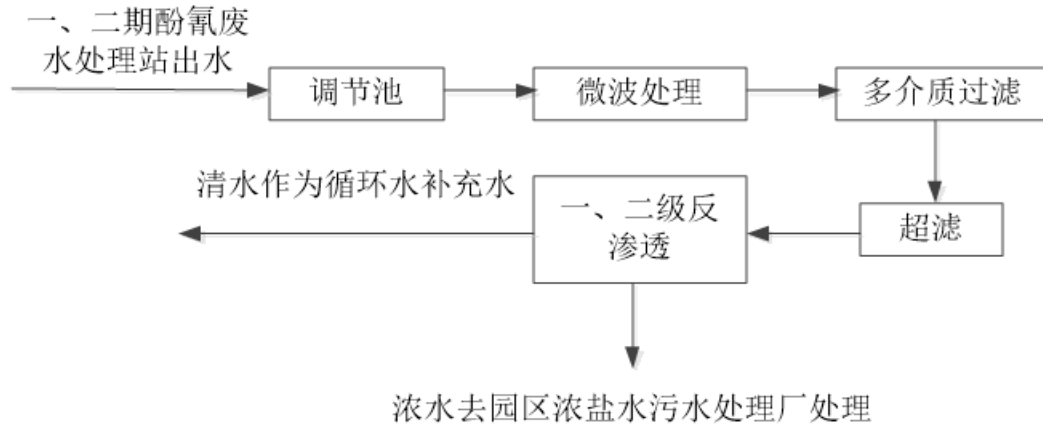 一、二期酚氰废
水处理站出水
调节池
微波处理
多介质过滤
清水作为循环水补充水
一、二级反
渗透
超滤
浓水去园区浓盐水污水处理厂处理